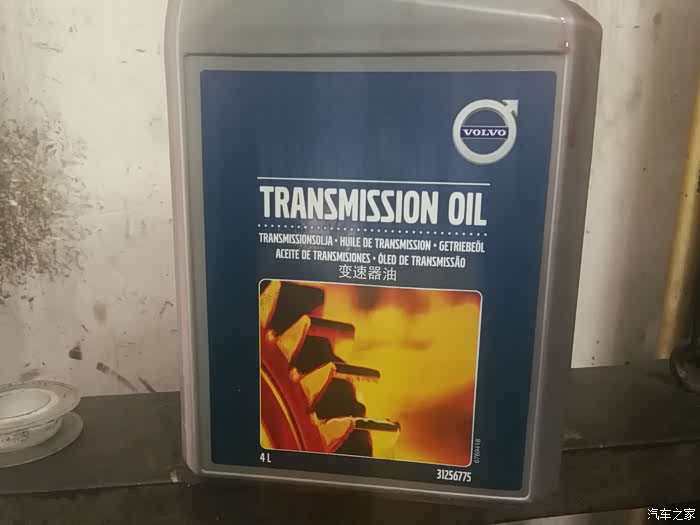 VOLVO
TRANSMISSION OIL
TRANSMISSIONSOLJA • HUILE DE TRANSMISSION • GETRIEBEÖL
ACEITE DE TRANSMISIONES • ÓLEO DE TRANSMISSÃO
变速器油
4 L
31256775
6769418
汽车之家